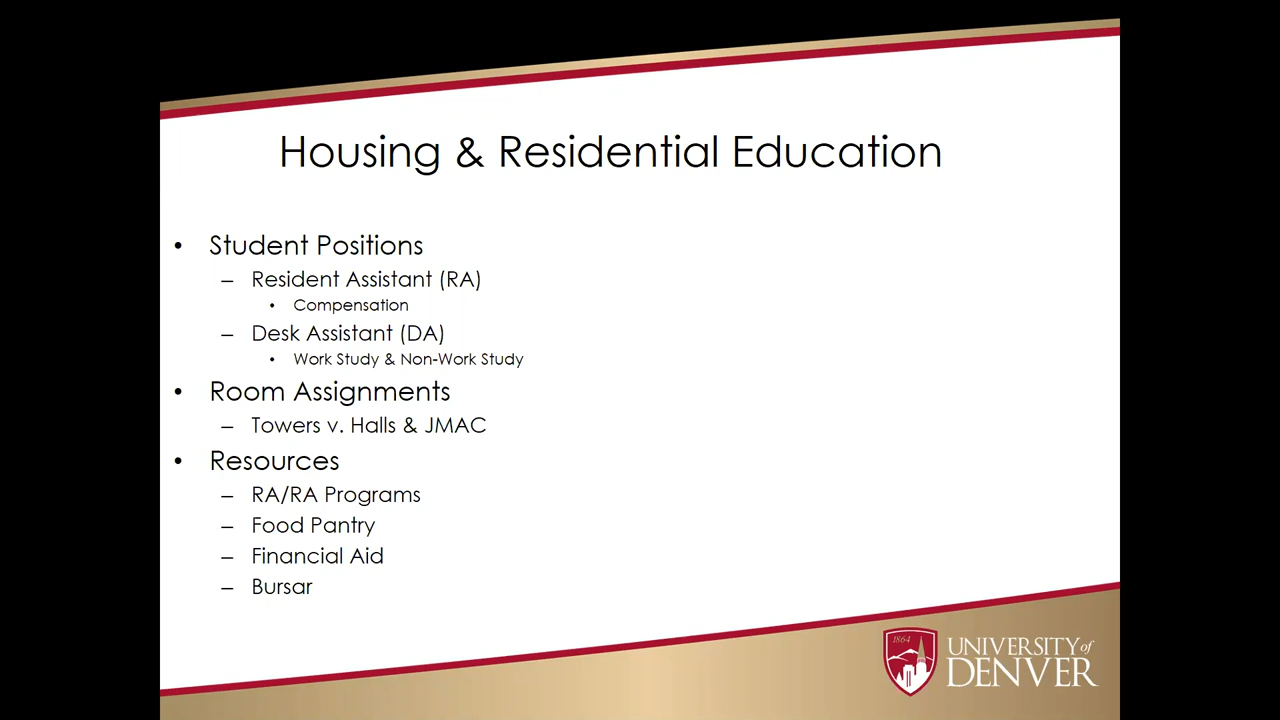 Housing & Residential Education
• Student Positions
– Resident Assistant (RA)
• Compensation
– Desk Assistant (DA)
• Work Study & Non-Work Study
• Room Assignments
– Towers v. Halls & JMAC
• Resources
– RA/RA Programs
– Food Pantry
– Financial Aid
– Bursar
1864
UNIVERSITY of
DENVER